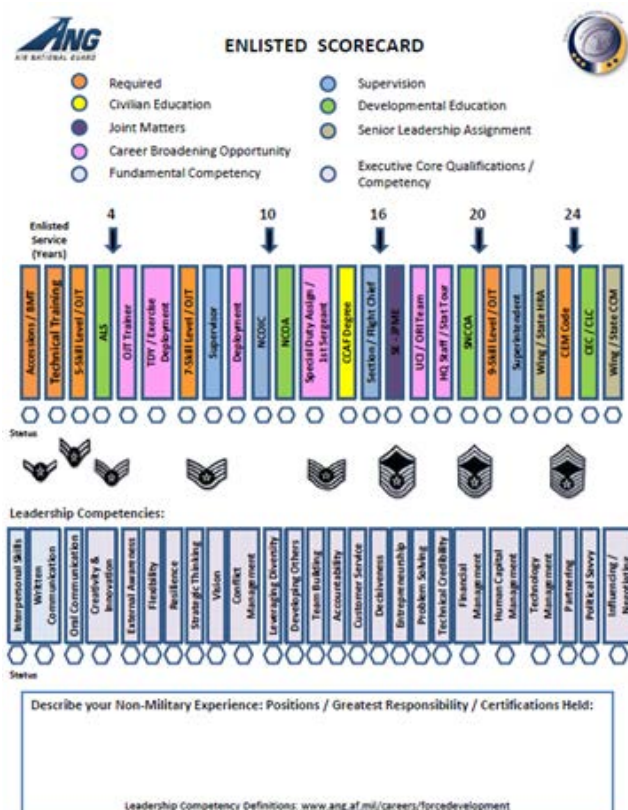 ANG
AIR NATIONAL GUARD
ENLISTED SCORECARD
Required
Civilian Education
Joint Matters
Career Broadening Opportunity
Fundamental Competency
Supervision
Developmental Education
Senior Leadership Assignment
Executive Core Qualifications /
Competency
Enlisted
Service
(Years)
4
10
16
20
24
Accessions / BMT
Technical Training
5-Skill Level / OJT
ALS
OJT Trainer
TDY / Exercise
Deployment
7-Skill Level / OJT
Supervisor
Deployment
NCOIC
NCOA
Special Duty Assign /
1st Sergeant
CCAF Degree
Section / Flight Chief
SE - JPME
UCI / ORI Team
HQ Staff / Stat Tour
SNCOA
9-Skill Level / OJT
Superintendent
Wing / State HRA
CEM Code
CEC / CLC
Wing / State CCM
Status
Leadership Competencies:
Interpersonal Skills
Written
Communication
Oral Communication
Creativity &
Innovation
External Awareness
Flexibility
Resilience
Strategic Thinking
Vision
Conflict
Management
Leveraging Diversity
Developing Others
Team Building
Accountability
Customer Service
Decisiveness
Entrepreneurship
Problem Solving
Technical Credibility
Financial
Management
Human Capital
Management
Technology
Management
Partnering
Political Savvy
Influencing /
Negotiating
Status
Describe your Non-Military Experience: Positions / Greatest Responsibility / Certifications Held:
Leadership Competency Definitions: www.ang.af.mil/careers/forcedevelopment